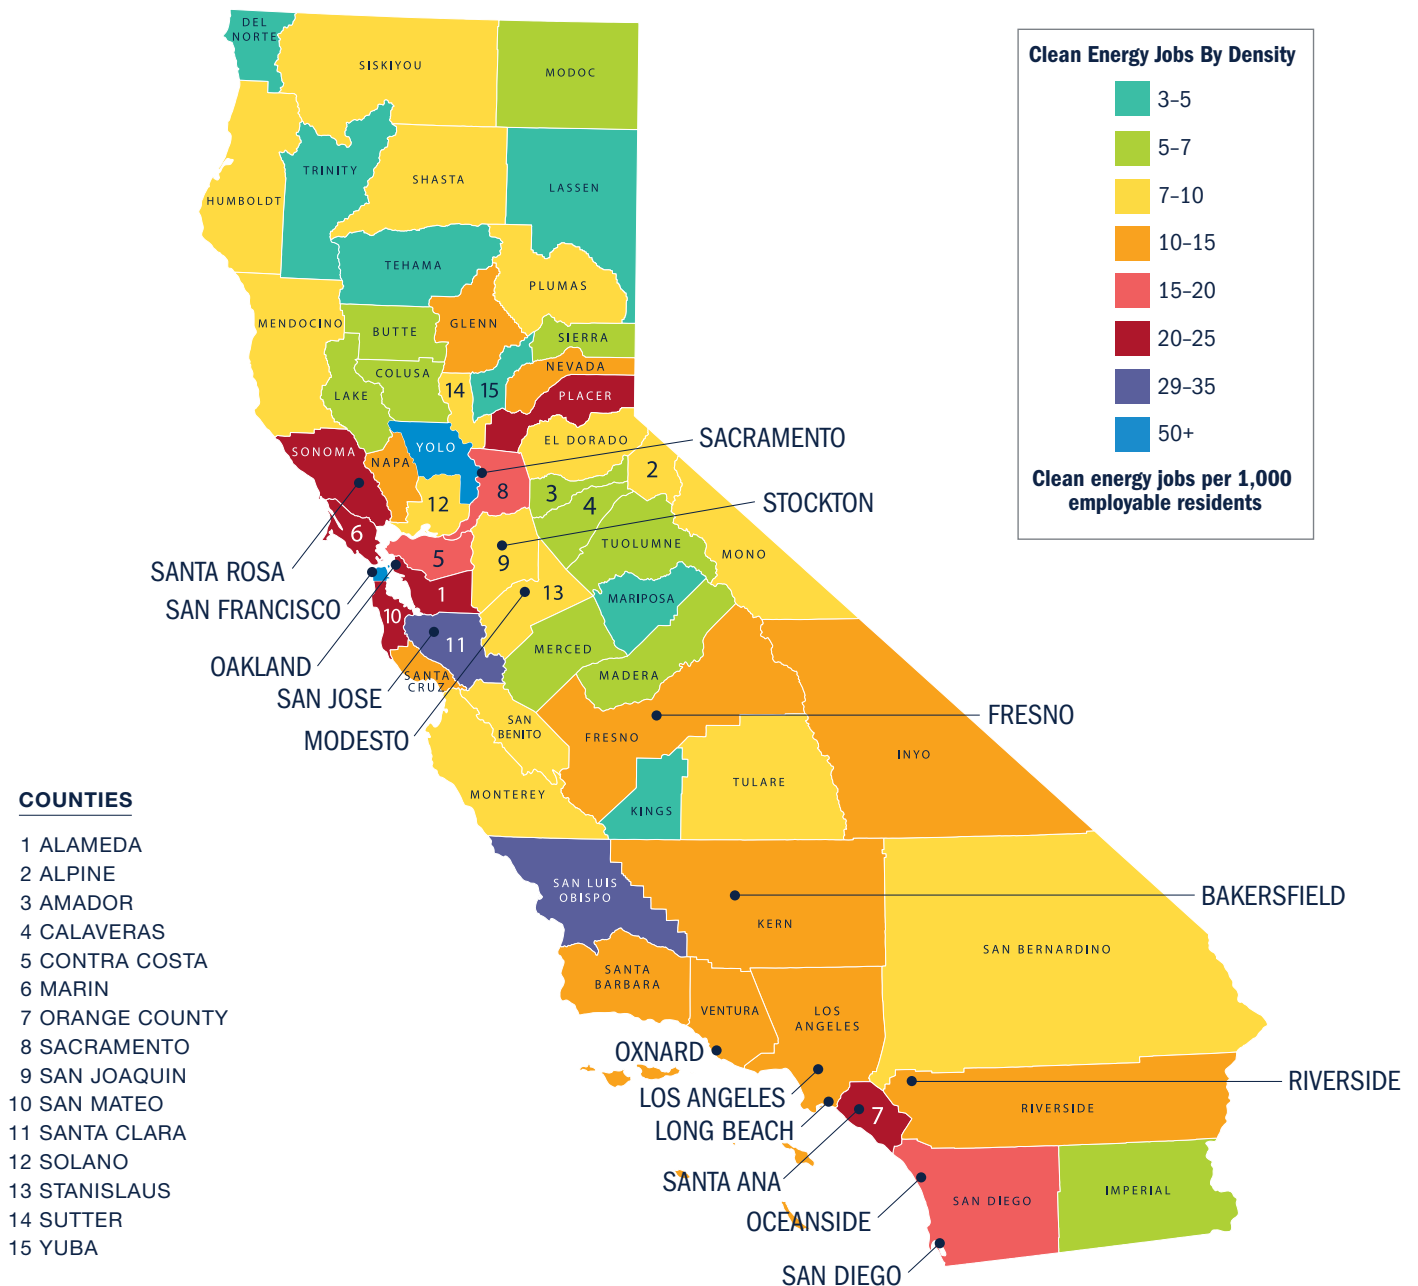 DEL
NORTE
SISKIYOU
MODOC
TRINITY
SHASTA
LASSEN
HUMBOLDT
TEHAMA
PLUMAS
MENDOCINO
BUTTE
GLENN
SIERRA
NEVADA
COLUSA
LAKE
14
15
PLACER
SONOMA
NAPA
YOLO
EL DORADO
SACRAMENTO
2
12
8
3
4
STOCKTON
6
5
9
TUOLUMNE
MONO
SANTA ROSA
SAN FRANCISCO
1
13
MARIPOSA
10
11
MERCED
OAKLAND
SANTA
CRUZ
MADERA
SAN JOSE
MODESTO
SAN
BENITO
FRESNO
FRESNO
INYO
MONTEREY
KINGS
TULARE
SAN LUIS
OBISPO
KERN
BAKERSFIELD
SAN BERNARDINO
SANTA
BARBARA
VENTURA
LOS
ANGELES
OXNARD
LOS ANGELES
LONG BEACH
7
RIVERSIDE
RIVERSIDE
SANTA ANA
OCEANSIDE
SAN DIEGO
IMPERIAL
SAN DIEGO
Clean Energy Jobs By Density
3–5
5–7
7–10
10–15
15–20
20–25
29–35
50+
Clean energy jobs per 1,000
employable residents
COUNTIES
1 ALAMEDA
2 ALPINE
3 AMADOR
4 CALAVERAS
5 CONTRA COSTA
6 MARIN
7 ORANGE COUNTY
8 SACRAMENTO
9 SAN JOAQUIN
10 SAN MATEO
11 SANTA CLARA
12 SOLANO
13 STANISLAUS
14 SUTTER
15 YUBA